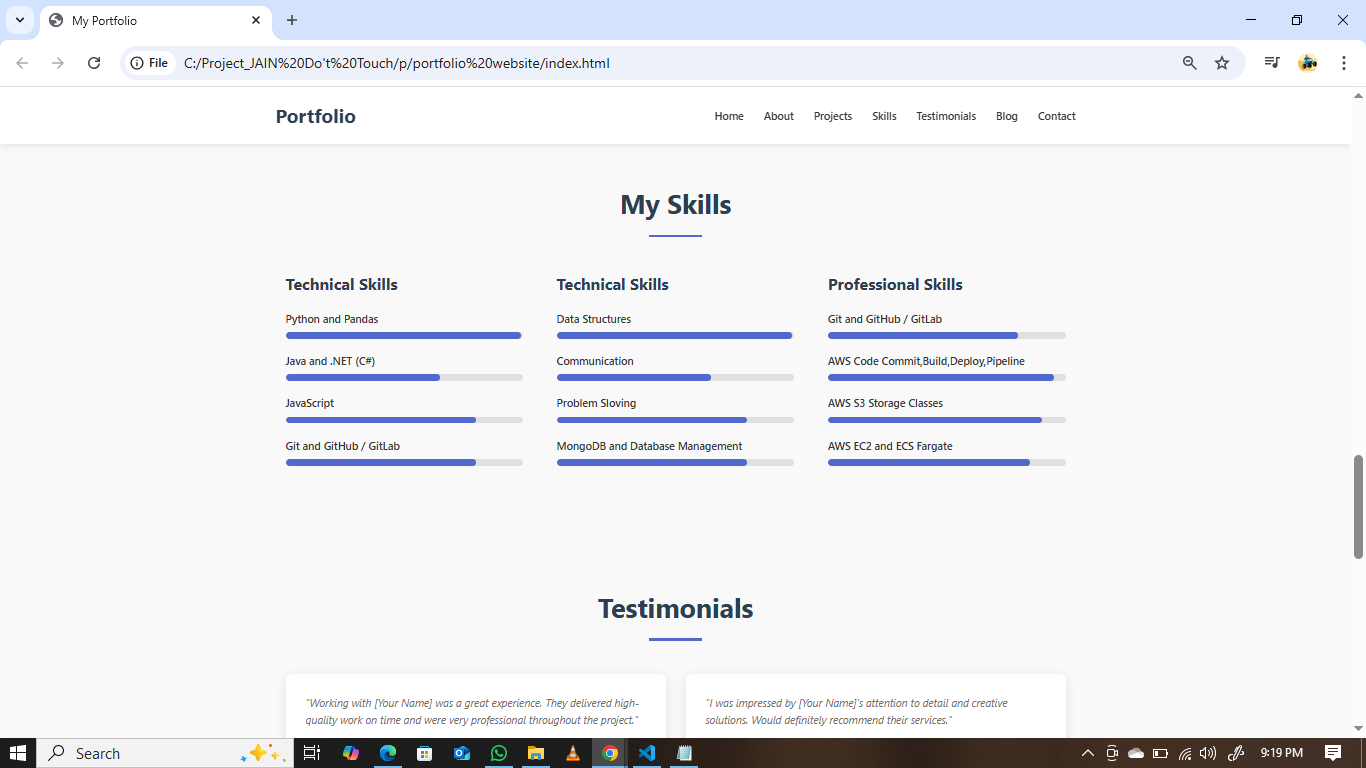 My Portfolio
File C:/Project_JAIN%20Do't%20Touch/p/portfolio%20website/index.html
Portfolio
Home About Projects Skills Testimonials Blog Contact
My Skills
Technical Skills
Python and Pandas
Java and .NET (C#)
JavaScript
Git and GitHub / GitLab
Technical Skills
Data Structures
Communication
Problem Sloving
MongoDB and Database Management
Professional Skills
Git and GitHub / GitLab
AWS Code Commit,Build,Deploy,Pipeline
AWS S3 Storage Classes
AWS EC2 and ECS Fargate
Testimonials
"Working with [Your Name] was a great experience. They delivered high-
quality work on time and were very professional throughout the project."
"I was impressed by [Your Name]'s attention to detail and creative
solutions. Would definitely recommend their services."
Search
9:19 PM